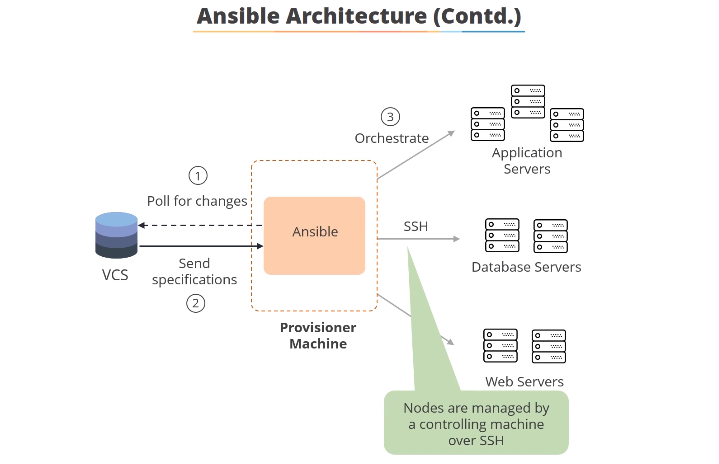 Ansible Architecture (Contd.)
3
Orchestrate
Application
Servers
1
Poll for changes
Ansible
SSH
VCS
Send
specifications
2
Database Servers
Provisioner
Machine
Web Servers
Nodes are managed by
a controlling machine
over SSH